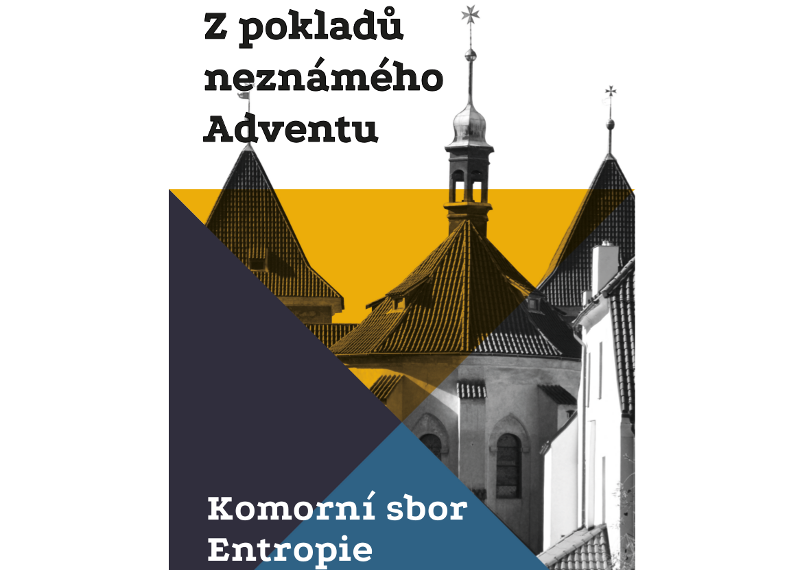 Z pokladů
neznámého
Adventu
Komorní sbor
Entropie